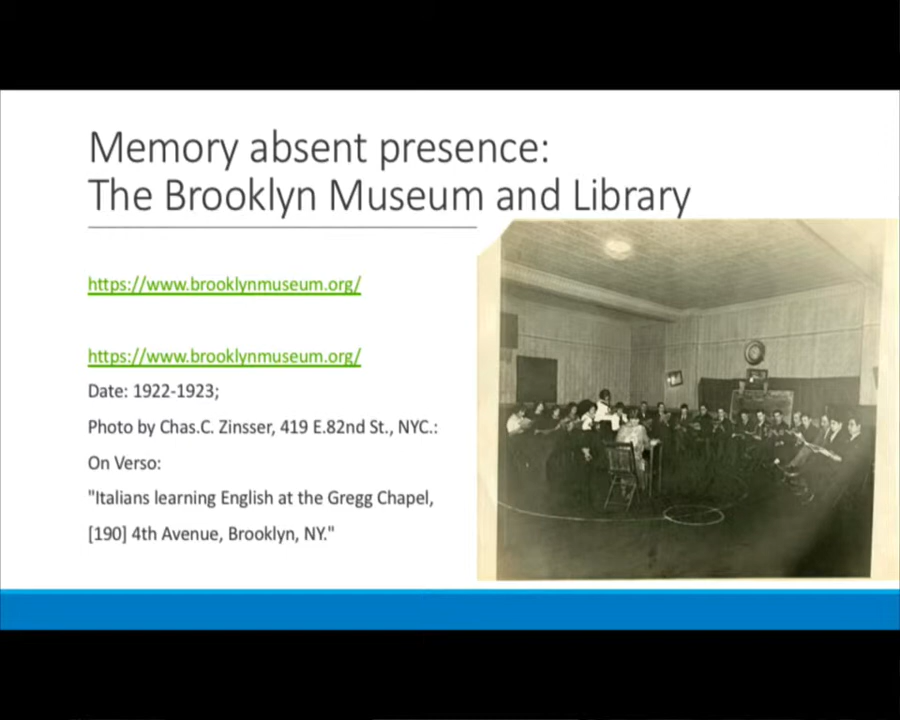 Memory absent presence:
The Brooklyn Museum and Library
https://www.brooklynmuseum.org/
https://www.brooklynmuseum.org/
Date: 1922-1923;
Photo by Chas.C. Zinsser, 419 E.82nd St., NYC.:
On Verso:
"Italians learning English at the Gregg Chapel,
[190] 4th Avenue, Brooklyn, NY."